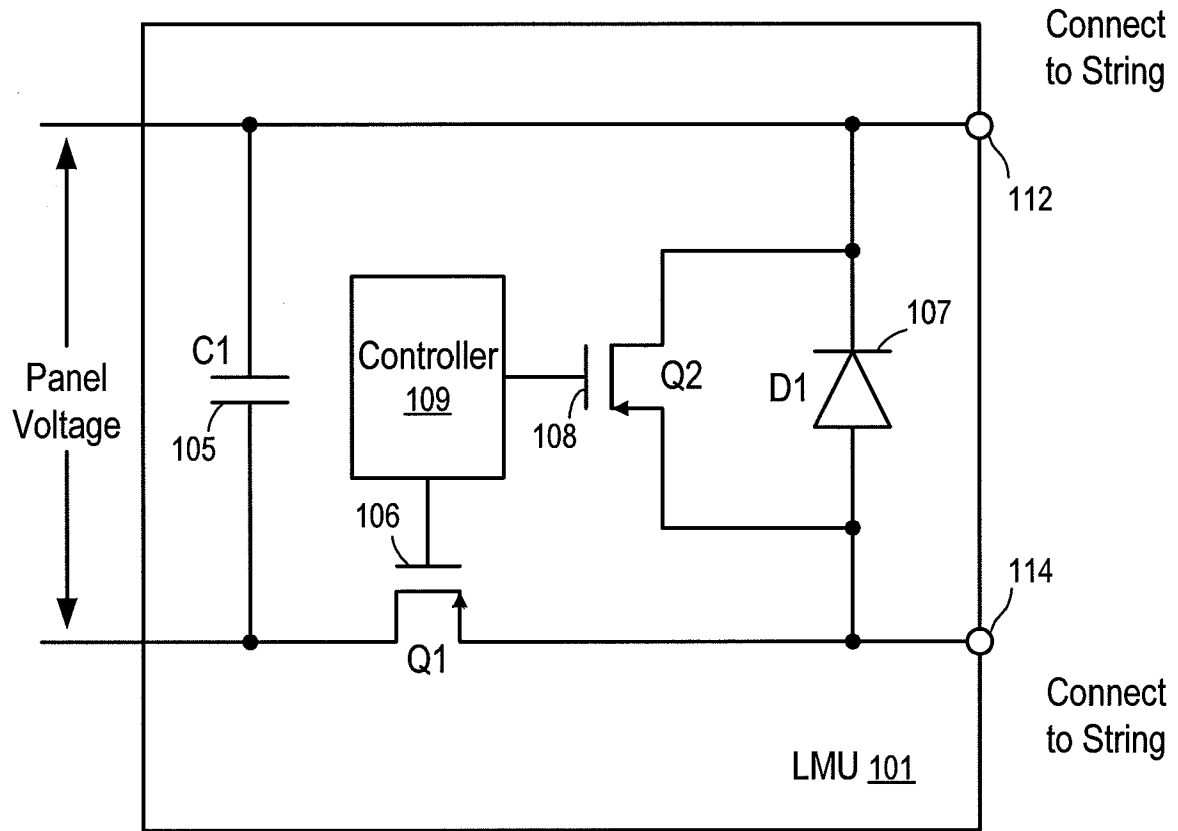 Connect
to String
112
Panel
Voltage
C1
105
Controller
109
106
Q1
Q2
108
D1
107
114
Connect
to String
LMU 101